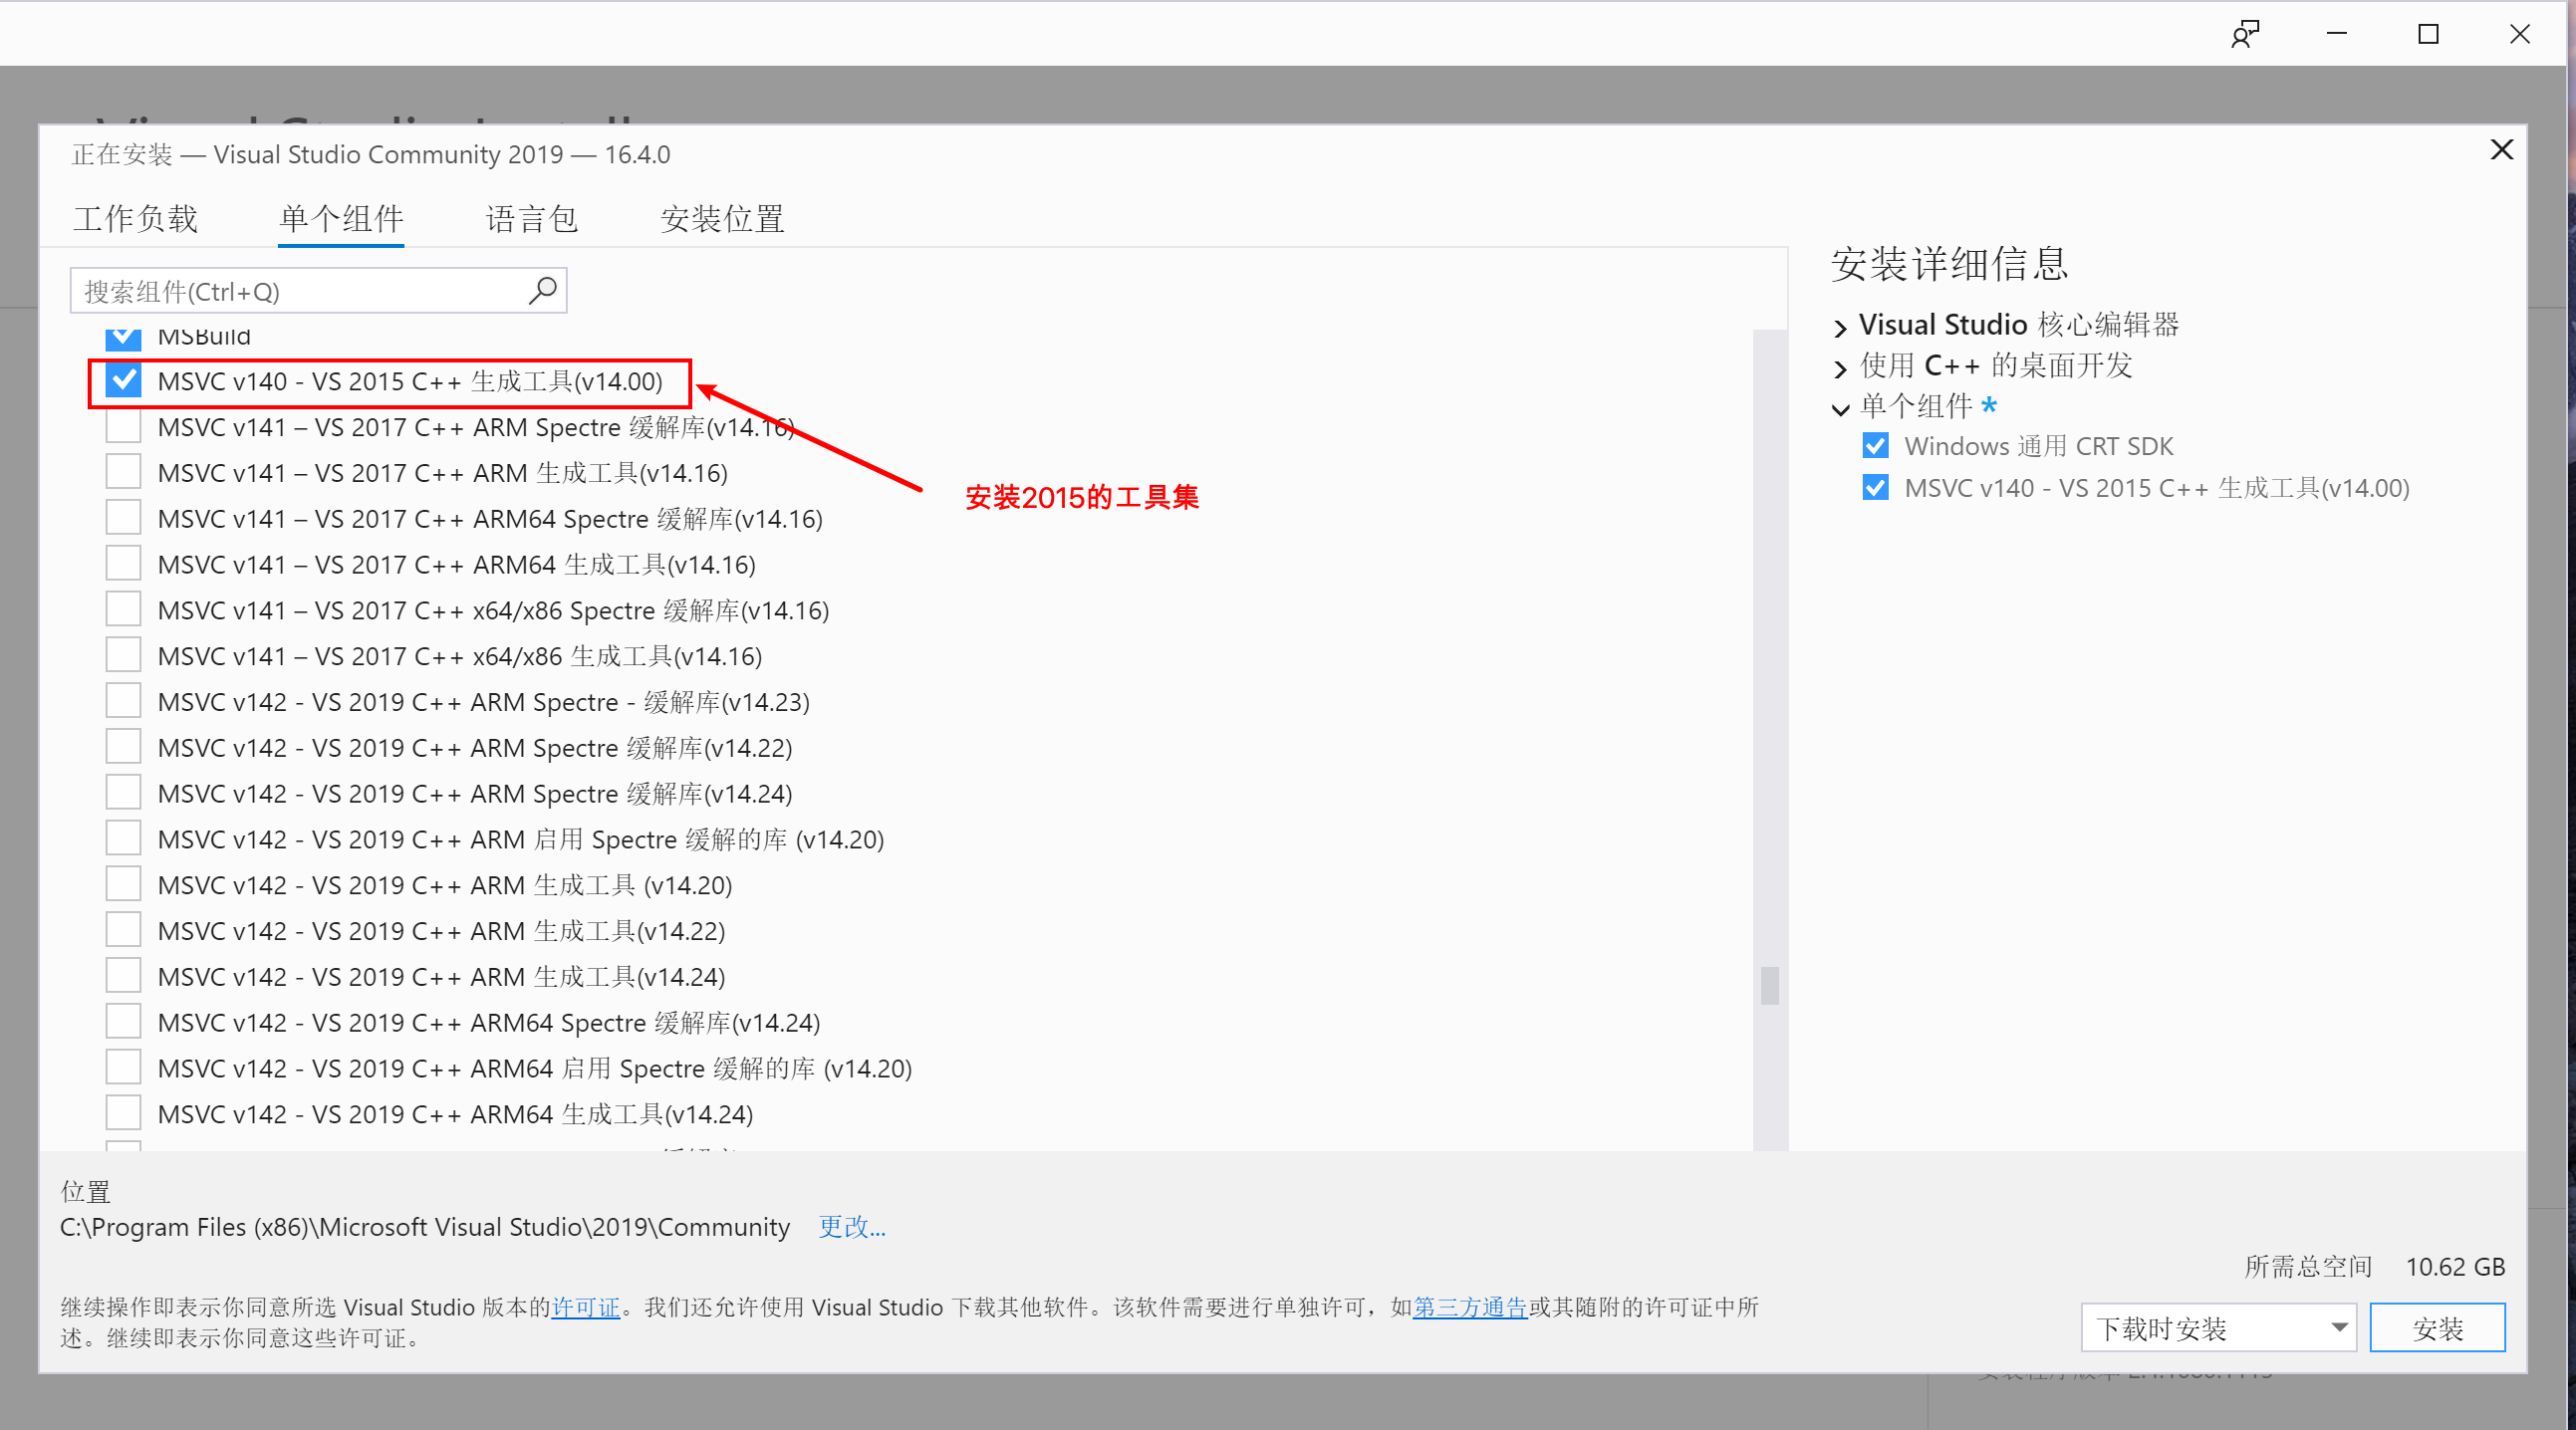 正在安装 — Visual Studio Community 2019 — 16.4.0
工作负载 单个组件 语言包 安装位置
搜索组件(Ctrl+Q)
MSBuild
MSVC v140 - VS 2015 C++ 生成工具(v14.00)
MSVC v141 – VS 2017 C++ ARM Spectre 缓解库(v14.16)
MSVC v141 – VS 2017 C++ ARM 生成工具(v14.16)
MSVC v141 – VS 2017 C++ ARM64 Spectre 缓解库(v14.16)
MSVC v141 – VS 2017 C++ ARM64 生成工具(v14.16)
MSVC v141 – VS 2017 C++ x64/x86 Spectre 缓解库(v14.16)
MSVC v141 – VS 2017 C++ x64/x86 生成工具(v14.16)
MSVC v142 - VS 2019 C++ ARM Spectre - 缓解库(v14.23)
MSVC v142 - VS 2019 C++ ARM Spectre 缓解库(v14.22)
MSVC v142 - VS 2019 C++ ARM Spectre 缓解库(v14.24)
MSVC v142 - VS 2019 C++ ARM 启用 Spectre 缓解的库 (v14.20)
MSVC v142 - VS 2019 C++ ARM 生成工具 (v14.20)
MSVC v142 - VS 2019 C++ ARM 生成工具(v14.22)
MSVC v142 - VS 2019 C++ ARM 生成工具(v14.24)
MSVC v142 - VS 2019 C++ ARM64 Spectre 缓解库(v14.24)
MSVC v142 - VS 2019 C++ ARM64 启用 Spectre 缓解的库 (v14.20)
MSVC v142 - VS 2019 C++ ARM64 生成工具(v14.24)
安装2015的工具集
安装详细信息
Visual Studio 核心编辑器
使用 C++ 的桌面开发
单个组件 *
Windows 通用 CRT SDK
MSVC v140 - VS 2015 C++ 生成工具(v14.00)
位置
C:\Program Files (x86)\Microsoft Visual Studio\2019\Community 更改...
所需总空间 10.62 GB
继续操作即表示你同意所选 Visual Studio 版本的许可证。我们还允许使用 Visual Studio 下载其他软件。该软件需要进行单独许可，如第三方通告或其随附的许可证中所
述。继续即表示你同意这些许可证。
下载时安装 安装